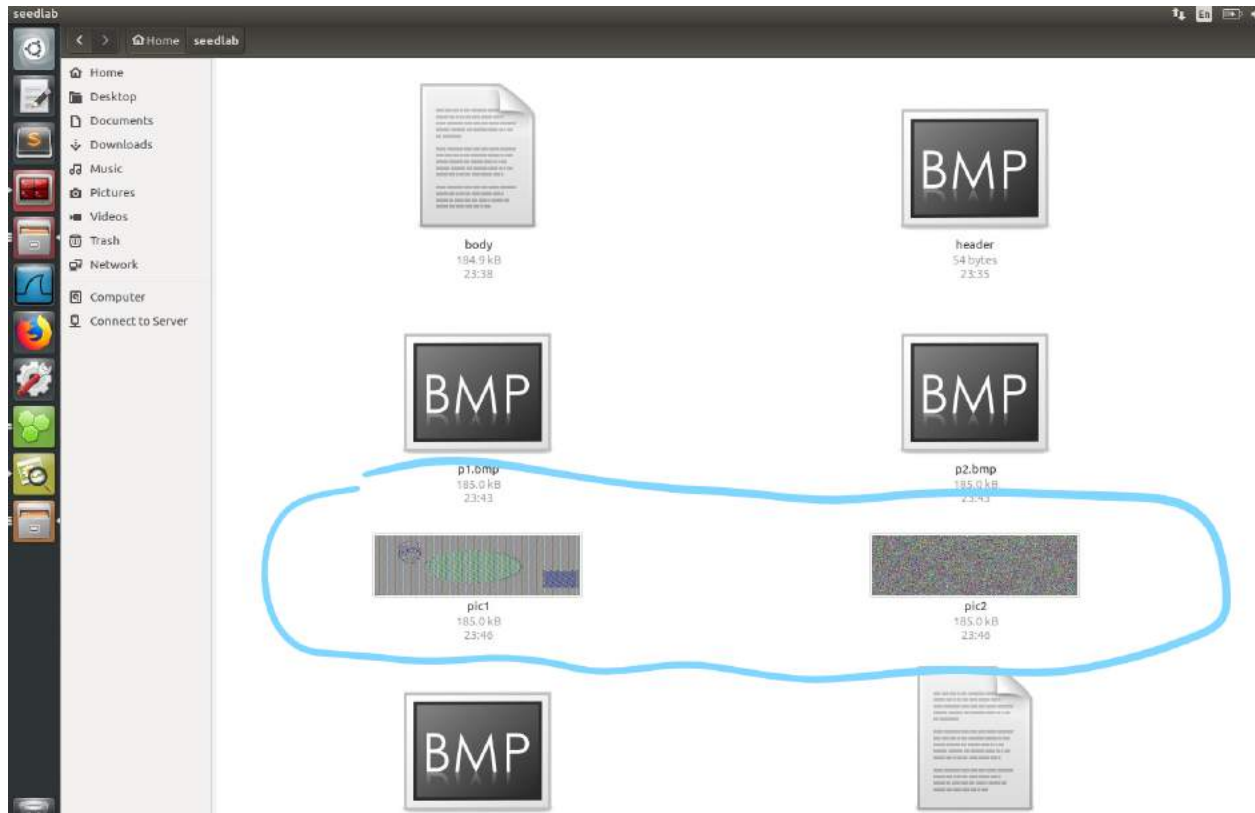 seedlab
En
Home seedlab
Home
Desktop
Documents
Downloads
Music
Pictures
Videos
Trash
Network
Computer
Connect to Server
body
184.9 kB
23:38
BMP
header
54 bytes
23:35
BMP
p1.bmp
185.0 kB
23:43
BMP
p2.bmp
185.0 kB
23:43
pic1
185.0 kB
23:46
pic2
185.0 kB
23:46
BMP